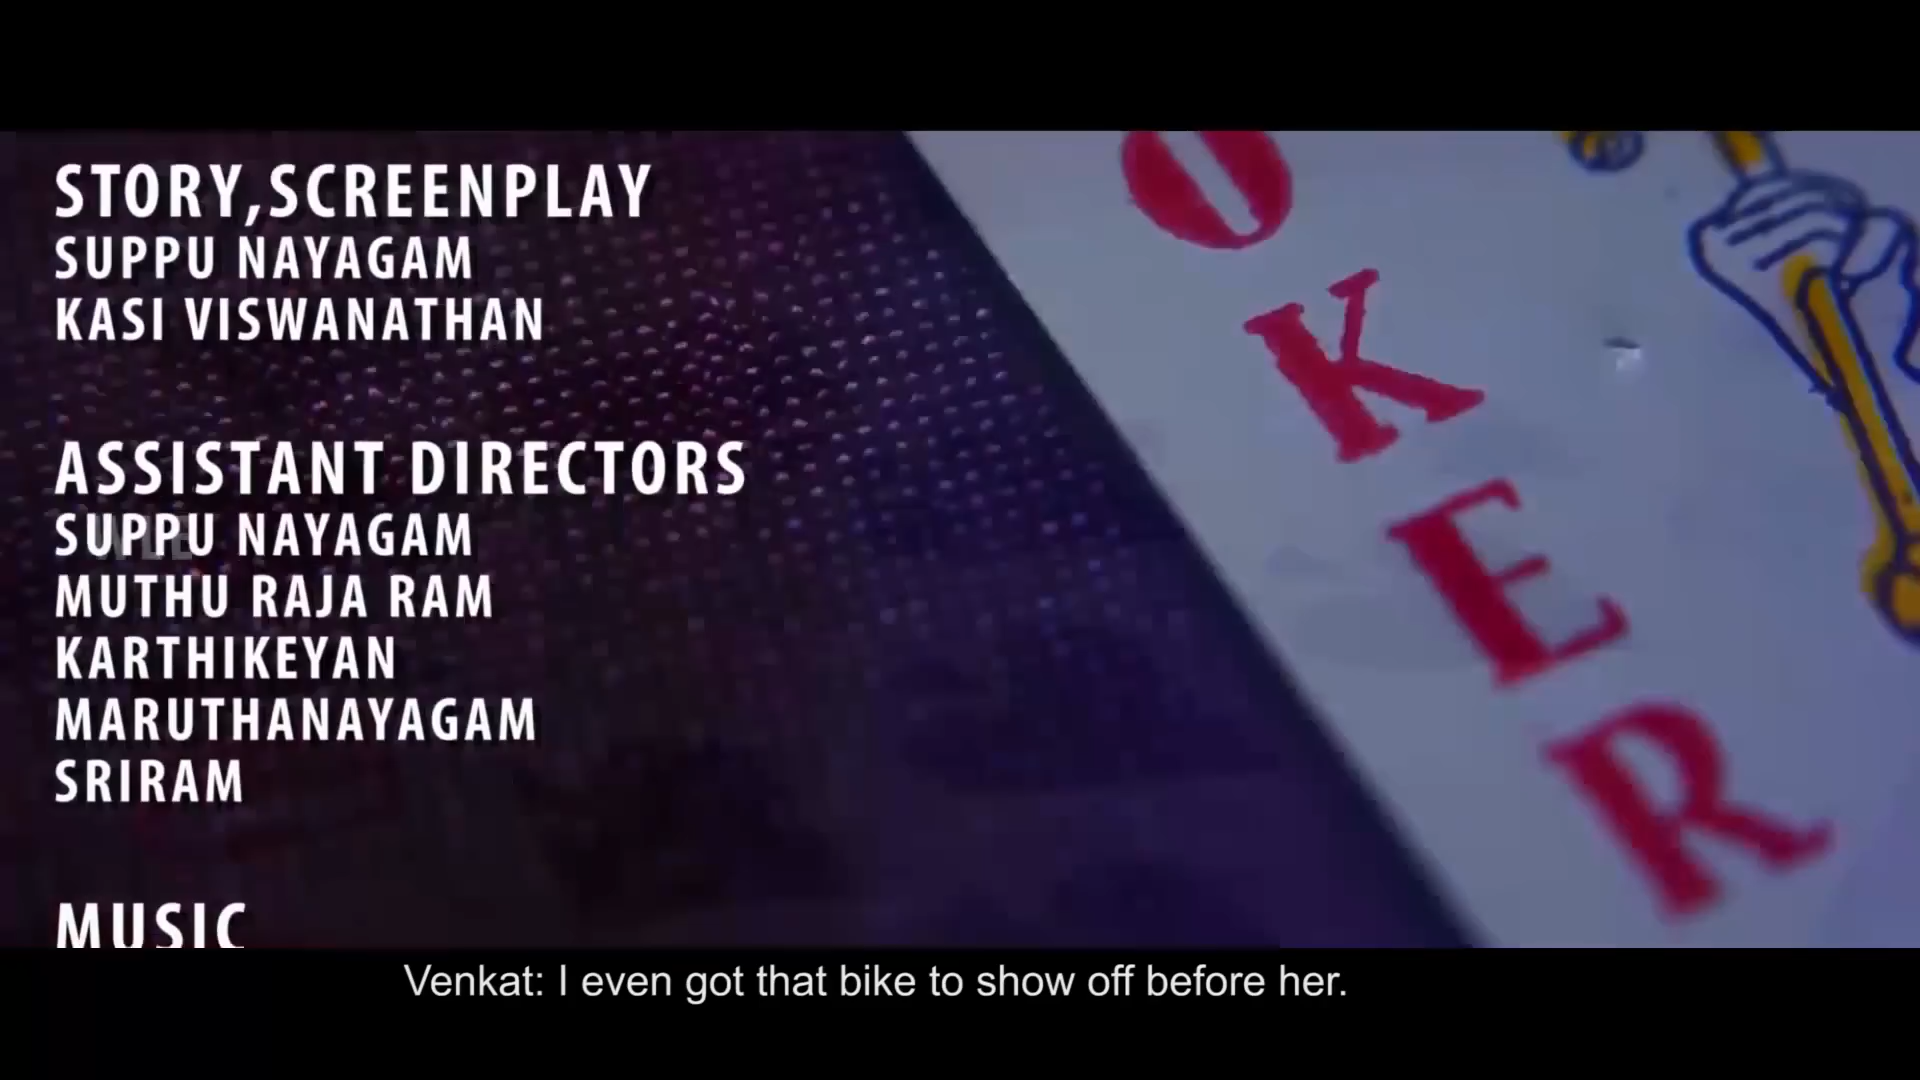 STORY,SCREENPLAY
SUPPU NAYAGAM
KASI VISWANATHAN
ASSISTANT DIRECTORS
SUPPU NAYAGAM
MUTHU RAJA RAM
KARTHIKEYAN
MARUTHANAYAGAM
SRIRAM
MUSIC
OKER
Venkat: I even got that bike to show off before her.